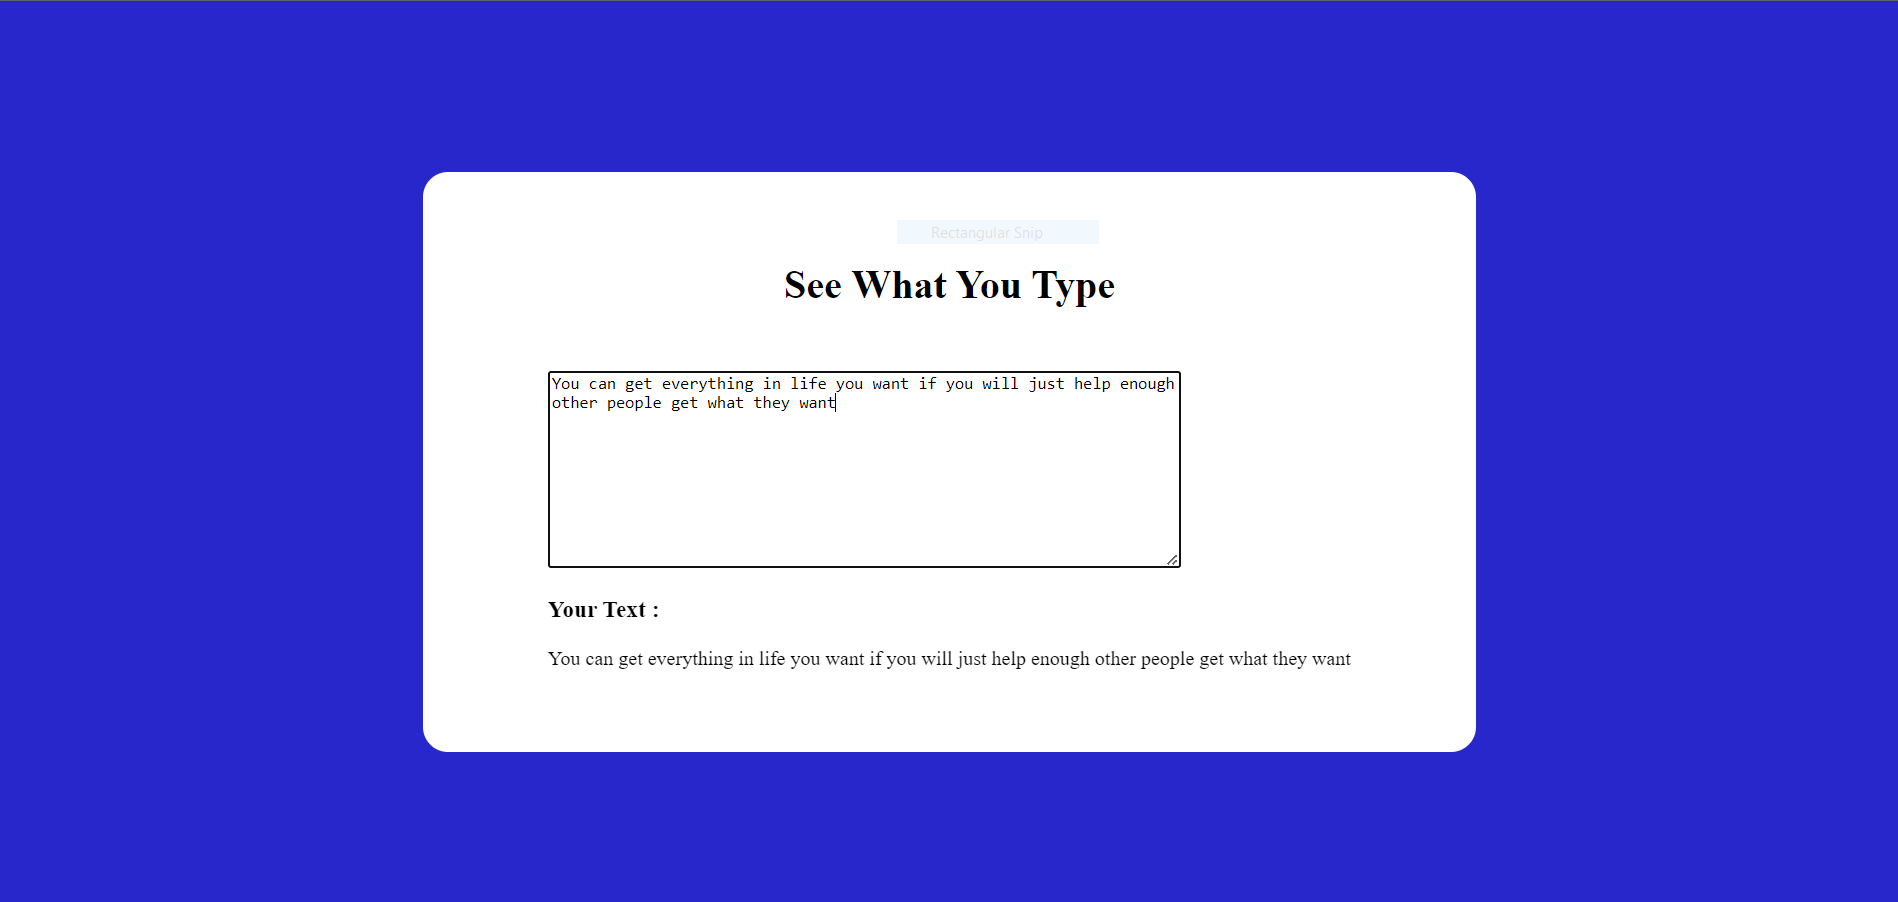 Rectangular Snip
See What You Type
You can get everything in life you want if you will just help enough
other people get what they want
Your Text :
You can get everything in life you want if you will just help enough other people get what they want